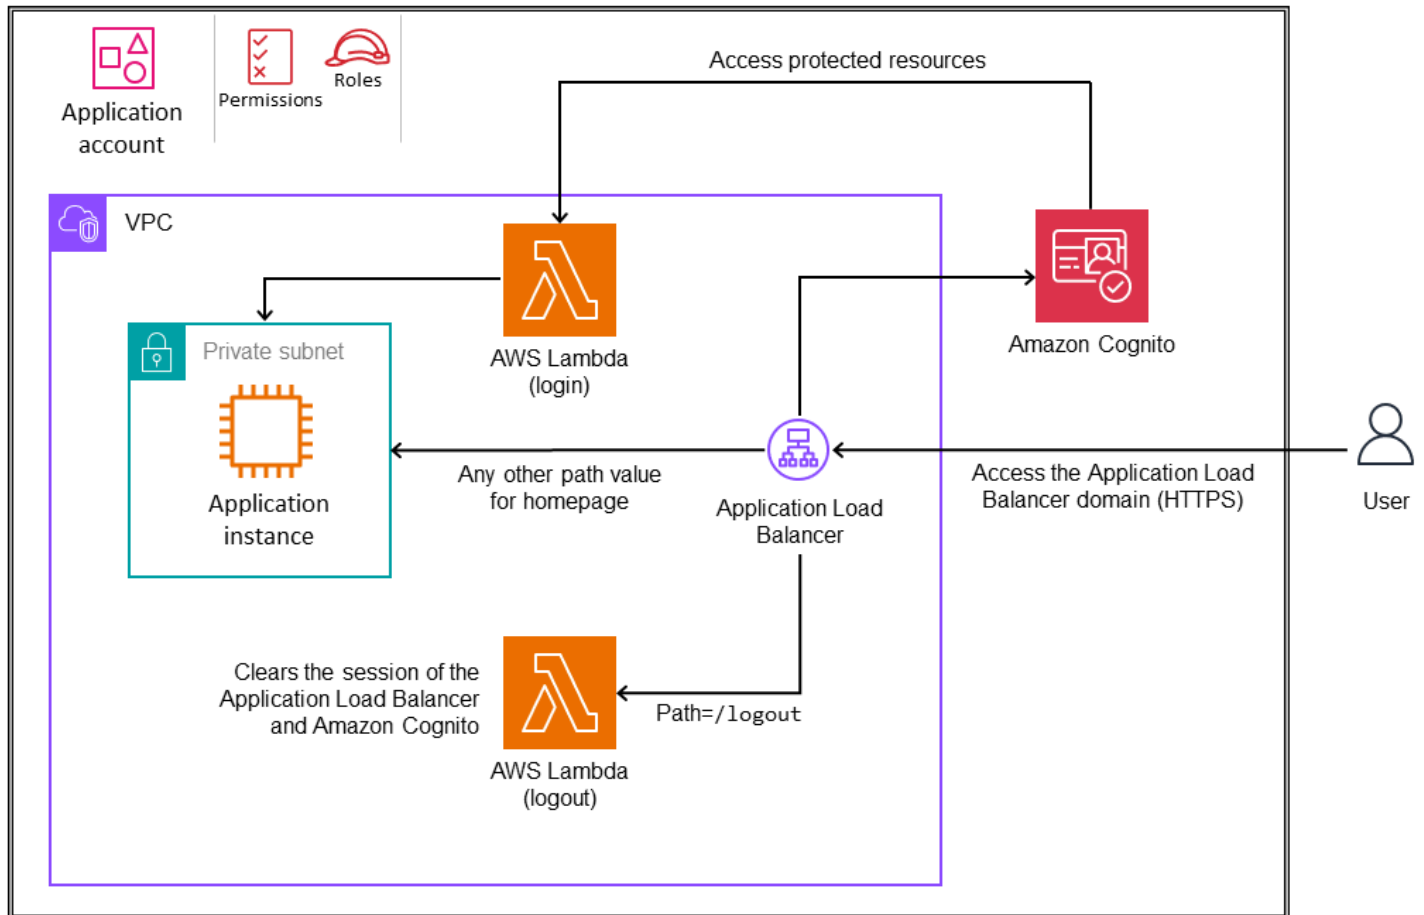 Application
account
Permissions
Roles
Access protected resources
VPC
AWS Lambda
(login)
Amazon Cognito
Private subnet
Application
instance
Any other path value
for homepage
Application Load
Balancer
Access the Application Load
Balancer domain (HTTPS)
User
Clears the session of the
Application Load Balancer
and Amazon Cognito
Path=/logout
AWS Lambda
(logout)